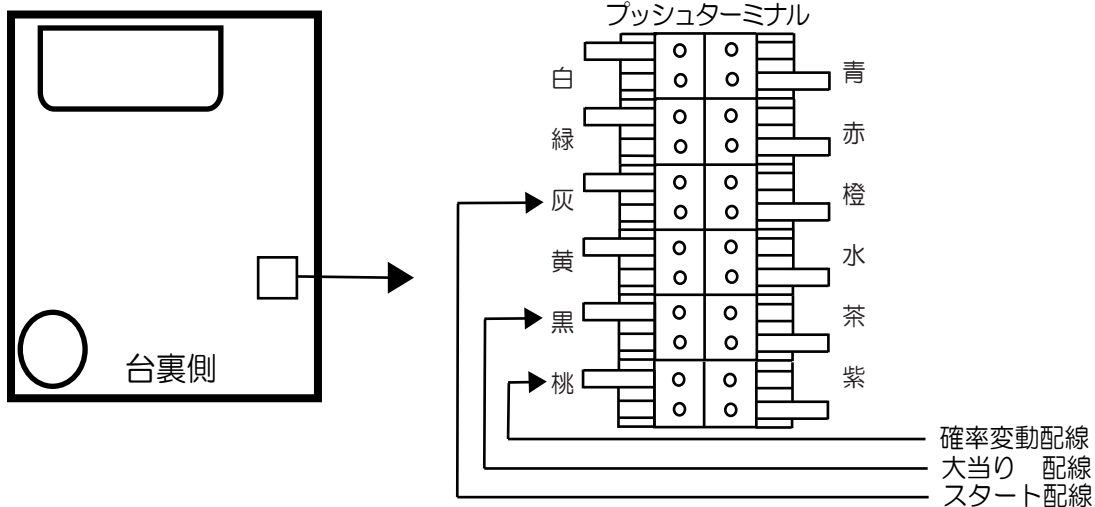 プッシュターミナル
白 青
緑 赤
灰 橙
黄 水
黒 茶
桃 紫
台裏側
確率変動配線
大当り 配線
スタート配線